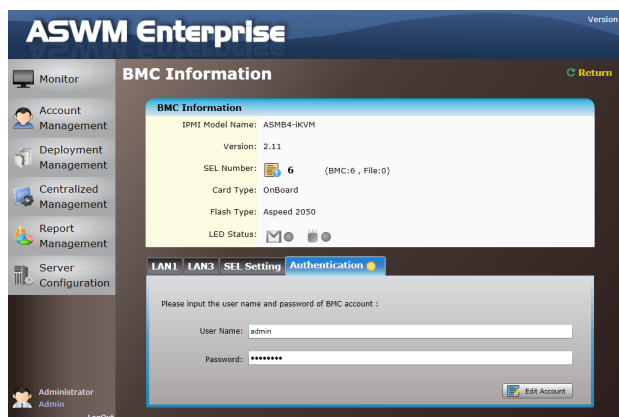 ASWM Enterprise
Version
Monitor
Account
Management
Deployment
Management
Centralized
Management
Report
Management
Server
Configuration
Administrator
Admin
LogOut
BMC Information
Return
BMC Information
IPMI Model Name: ASMB4-iKVM
Version: 2.11
SEL Number: 6 (BMC:6 , File:0)
Card Type: OnBoard
Flash Type: Aspeed 2050
LED Status:
LAN1 LAN3 SEL Setting Authentication
Please input the user name and password of BMC account :
User Name: admin
Password: ••••••••
Edit Account